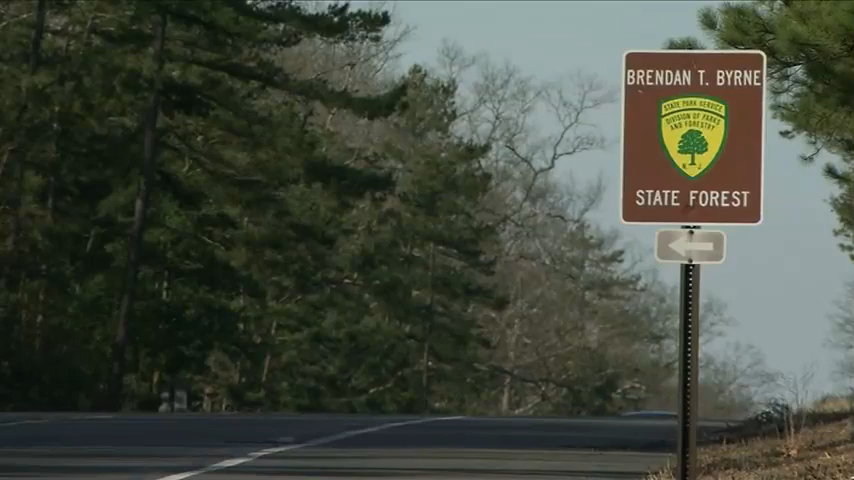 BRENDAN T. BYRNE
STATE PARK SERVICE
DIVISION OF PARKS
AND FORESTRY
N J
STATE FOREST